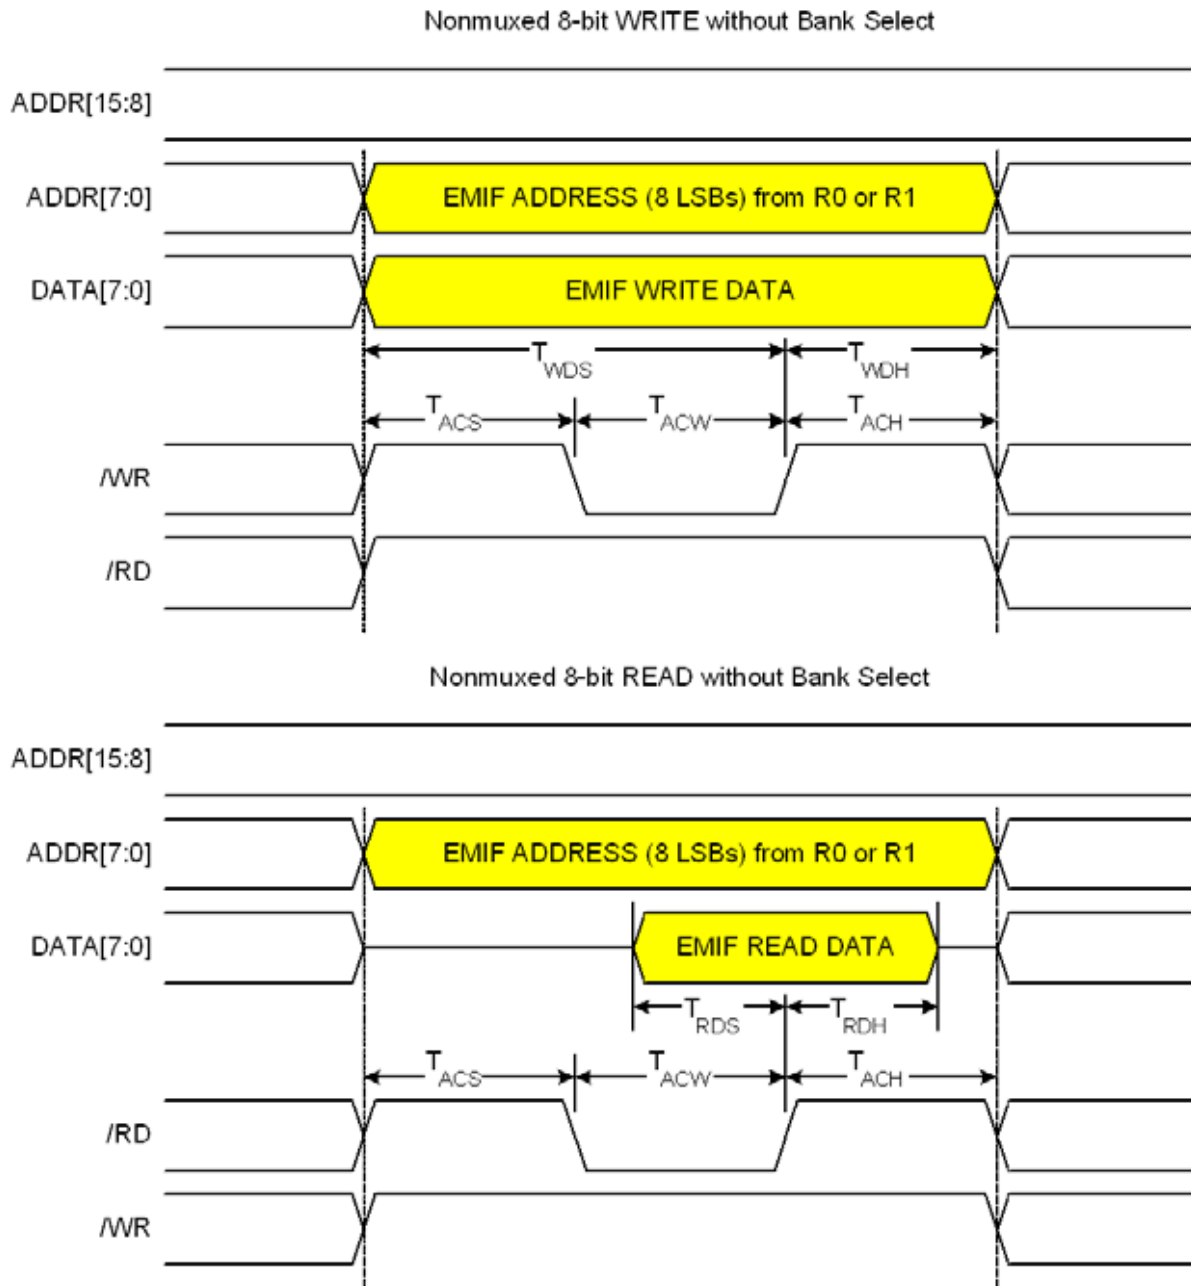 Nonmuxed 8-bit WRITE without Bank Select
ADDR[15:8]
ADDR[7:0]
EMIF ADDRESS (8 LSBs) from R0 or R1
DATA[7:0]
EMIF WRITE DATA
TWDS
TWDH
TACS
TACW
TACH
/WR
/RD
Nonmuxed 8-bit READ without Bank Select
ADDR[15:8]
ADDR[7:0]
EMIF ADDRESS (8 LSBs) from R0 or R1
DATA[7:0]
EMIF READ DATA
TRDS
TRDH
TACS
TACW
TACH
/RD
/WR